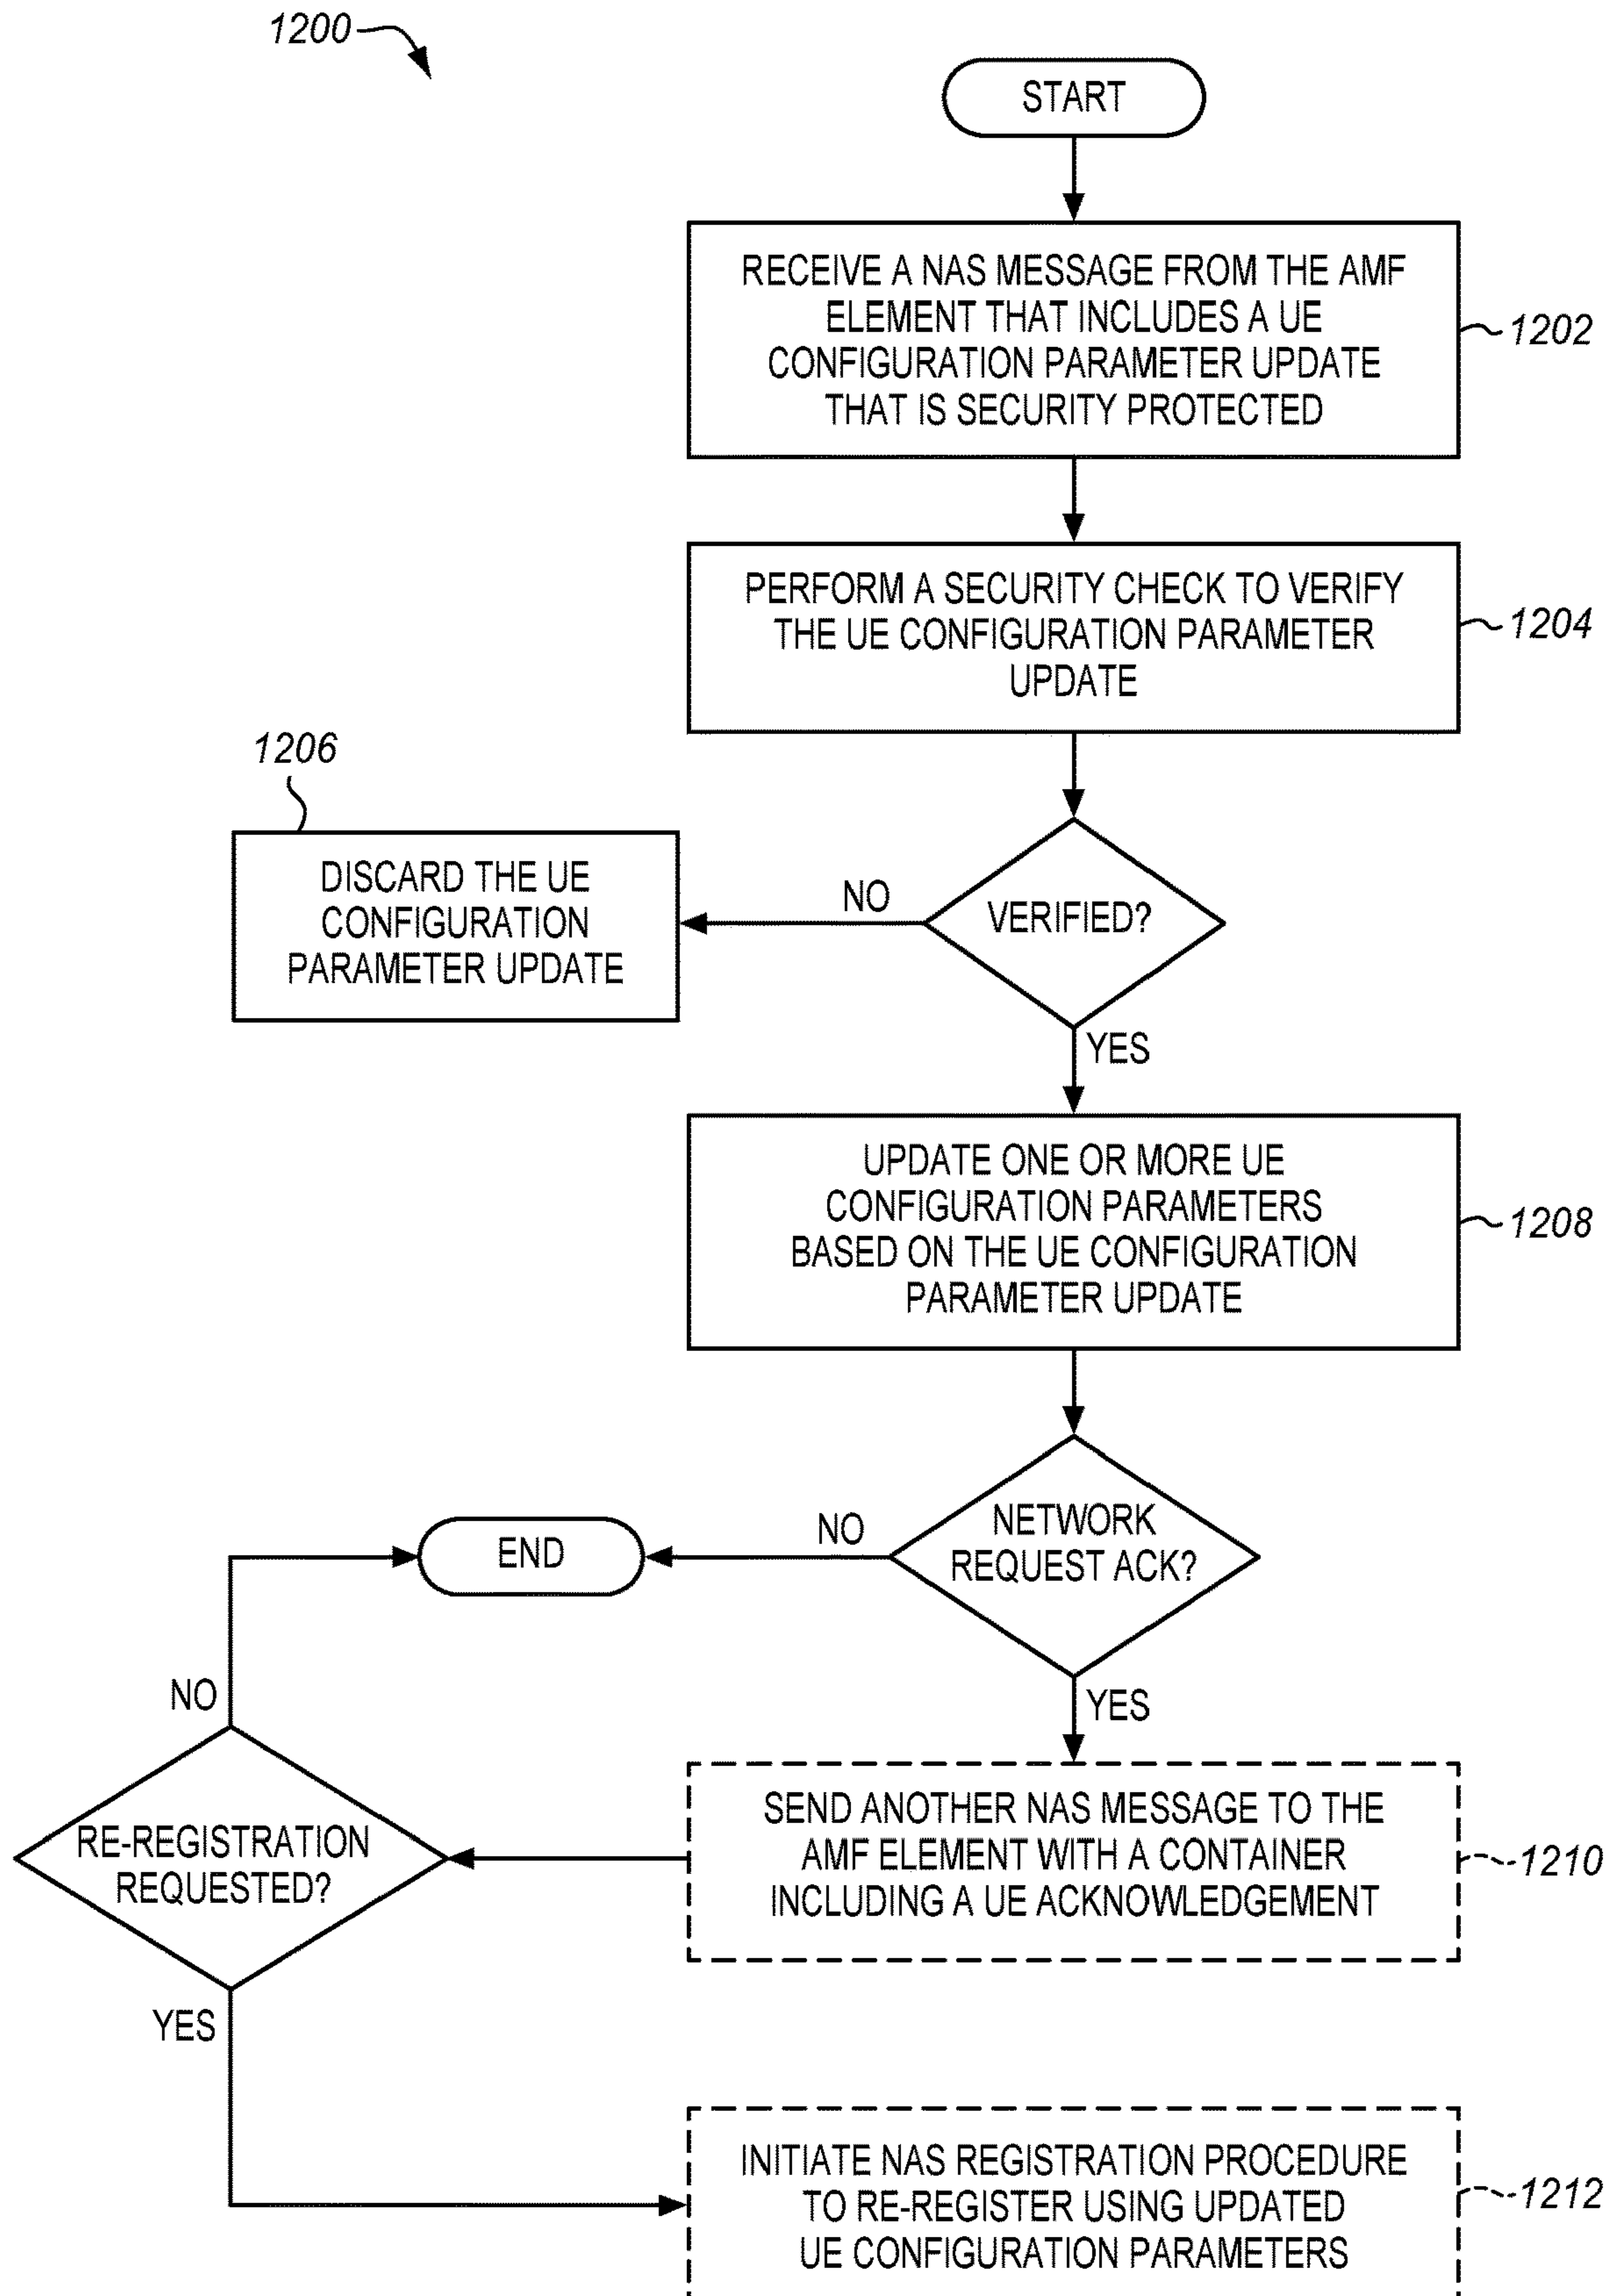 1200
START
RECEIVE A NAS MESSAGE FROM THE AMF
ELEMENT THAT INCLUDES A UE
CONFIGURATION PARAMETER UPDATE
THAT IS SECURITY PROTECTED
1202
PERFORM A SECURITY CHECK TO VERIFY
THE UE CONFIGURATION PARAMETER
UPDATE
1204
1206
DISCARD THE UE
CONFIGURATION
PARAMETER UPDATE
NO
VERIFIED?
YES
UPDATE ONE OR MORE UE
CONFIGURATION PARAMETERS
BASED ON THE UE CONFIGURATION
PARAMETER UPDATE
1208
END
NO
NETWORK
REQUEST ACK?
YES
NO
RE-REGISTRATION
REQUESTED?
YES
SEND ANOTHER NAS MESSAGE TO THE
AMF ELEMENT WITH A CONTAINER
INCLUDING A UE ACKNOWLEDGEMENT
1210
INITIATE NAS REGISTRATION PROCEDURE
TO RE-REGISTER USING UPDATED
UE CONFIGURATION PARAMETERS
1212